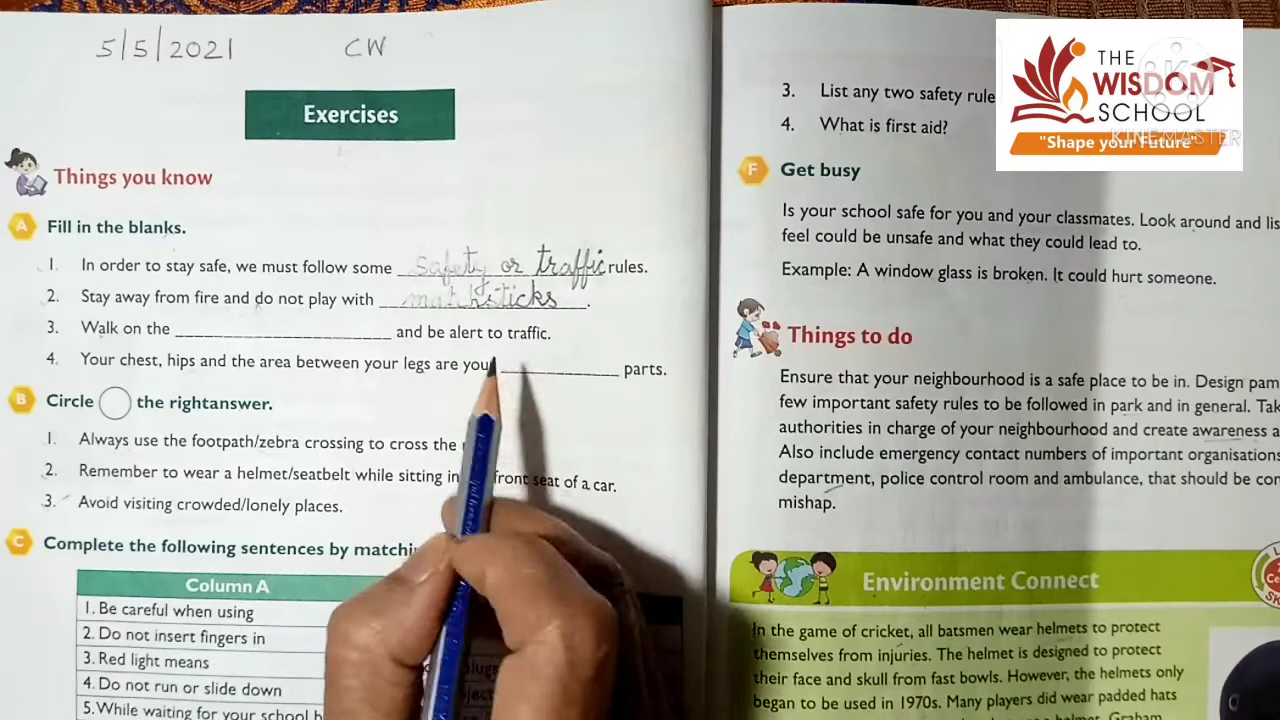 5/5/2021 CW
Exercises
Things you know
A Fill in the blanks.
1. In order to stay safe, we must follow some safety or traffic rules.
2. Stay away from fire and do not play with mathsticks.
3. Walk on the ____________ and be alert to traffic.
4. Your chest, hips and the area between your legs are you ____________ parts.
B Circle the rightanswer.
1. Always use the footpath/zebra crossing to cross the
2. Remember to wear a helmet/seatbelt while sitting in front seat of a car.
3. Avoid visiting crowded/lonely places.
C Complete the following sentences by matchi
Column A
1. Be careful when using
2. Do not insert fingers in
3. Red light means
4. Do not run or slide down
5. While waiting for your school b
3. List any two safety rule
4. What is first aid?
F Get busy
Is your school safe for you and your classmates. Look around and lis
feel could be unsafe and what they could lead to.
Example: A window glass is broken. It could hurt someone.
Things to do
Ensure that your neighbourhood is a safe place to be in. Design pam
few important safety rules to be followed in park and in general. Tak
authorities in charge of your neighbourhood and create awareness a
Also include emergency contact numbers of important organisations
department, police control room and ambulance, that should be con
mishap.
Environment Connect
In the game of cricket, all batsmen wear helmets to protect
themselves from injuries. The helmet is designed to protect
their face and skull from fast bowls. However, the helmets only
began to be used in 1970s. Many players did wear padded hats
helmet. Graham
THE
WISDOM
SCHOOL
"Shape your Future"
KINEMASTER